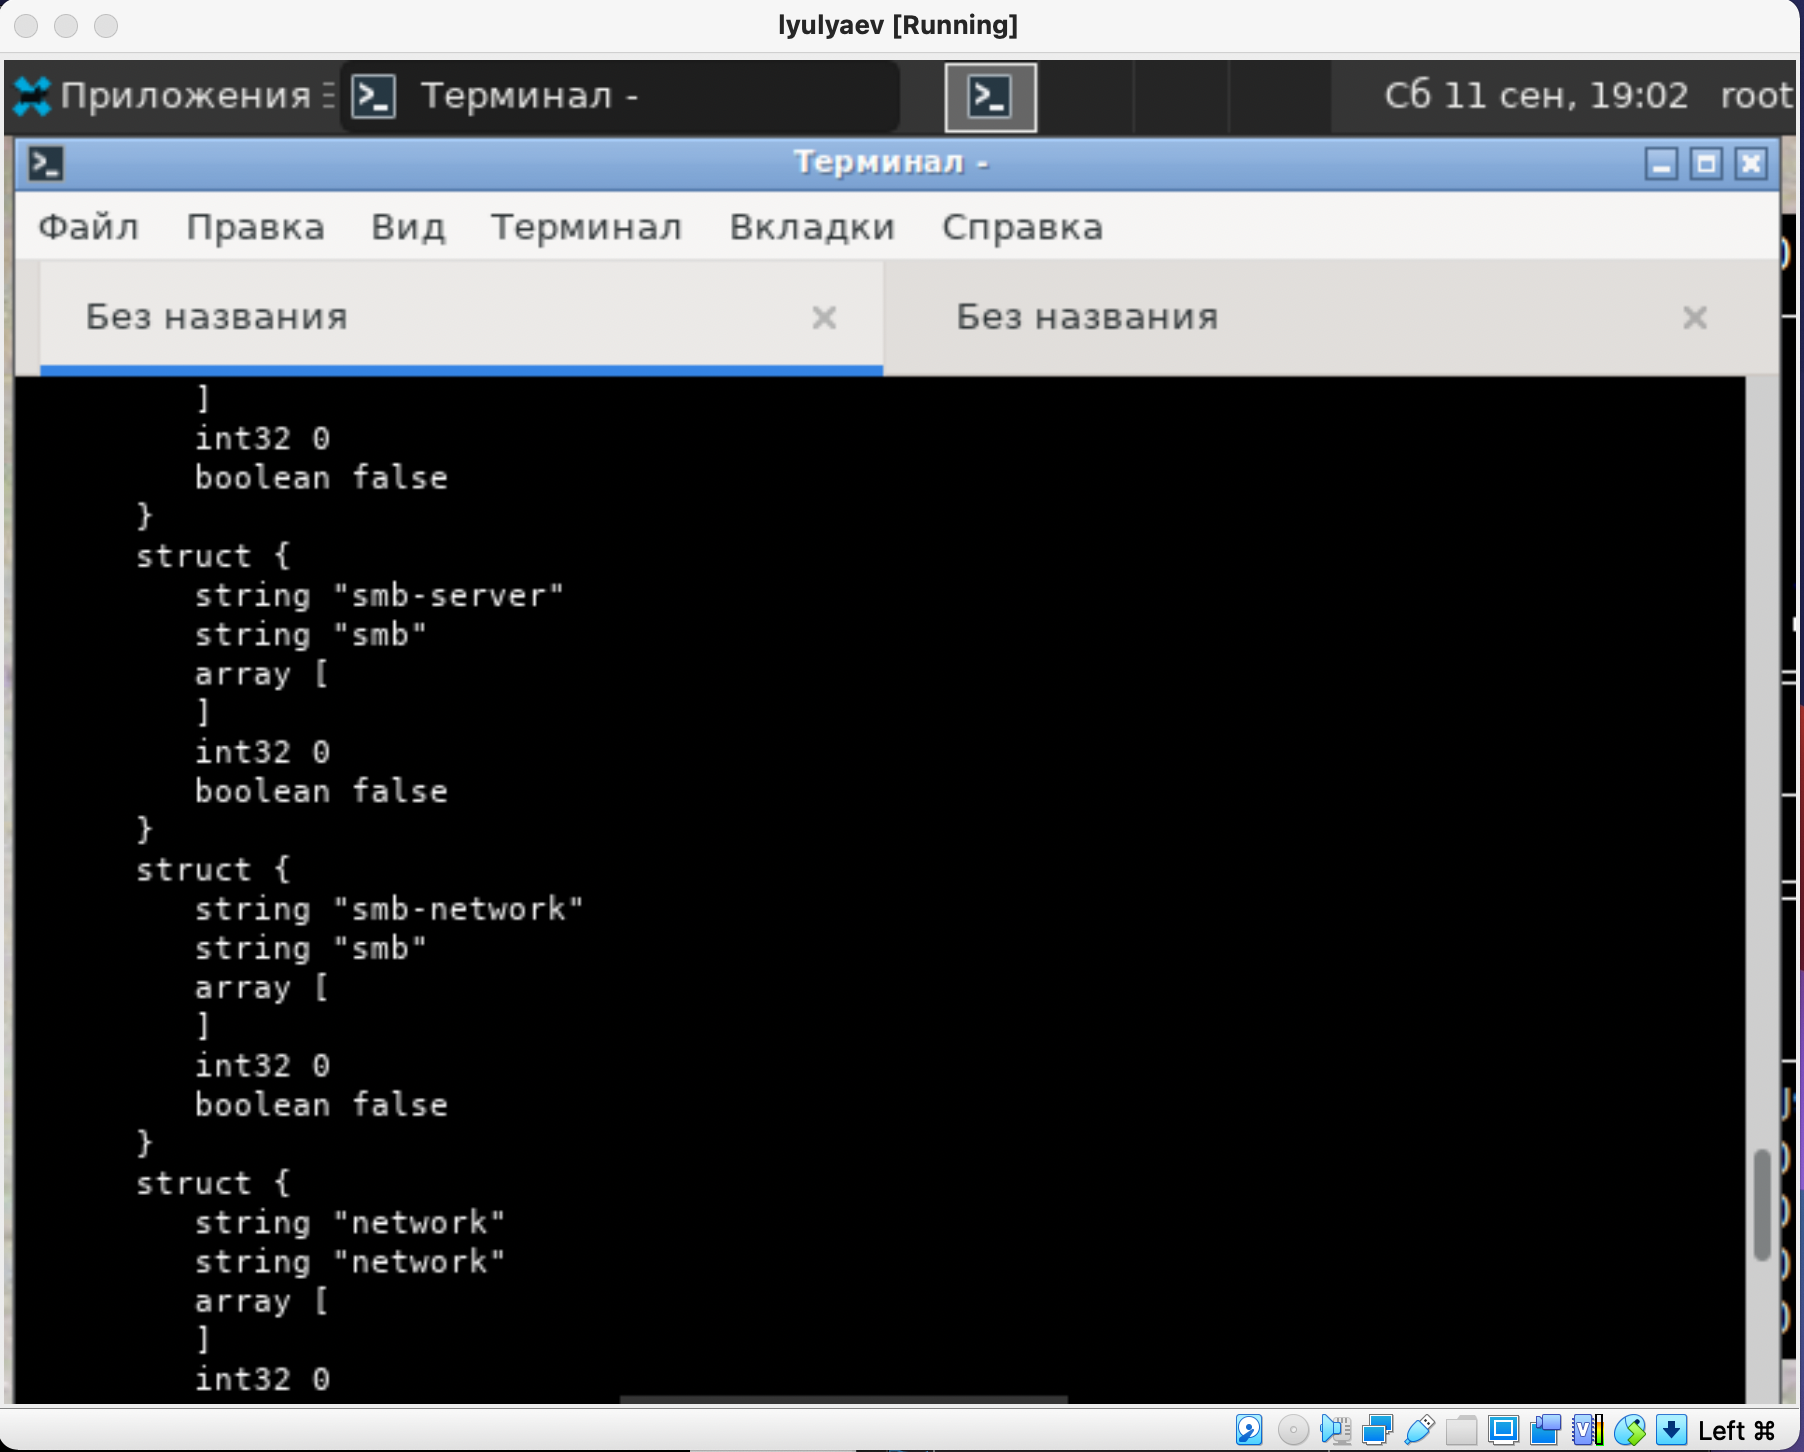 lyulyaev [Running]
Приложения
Терминал -
Сб 11 сен, 19:02 root
Терминал -
Файл Правка Вид Терминал Вкладки Справка
Без названия
Без названия
]
int32 0
boolean false
}
struct {
string "smb-server"
string "smb"
array [
]
int32 0
boolean false
}
struct {
string "smb-network"
string "smb"
array [
]
int32 0
boolean false
}
struct {
string "network"
string "network"
array [
]
int32 0
Left ⌘